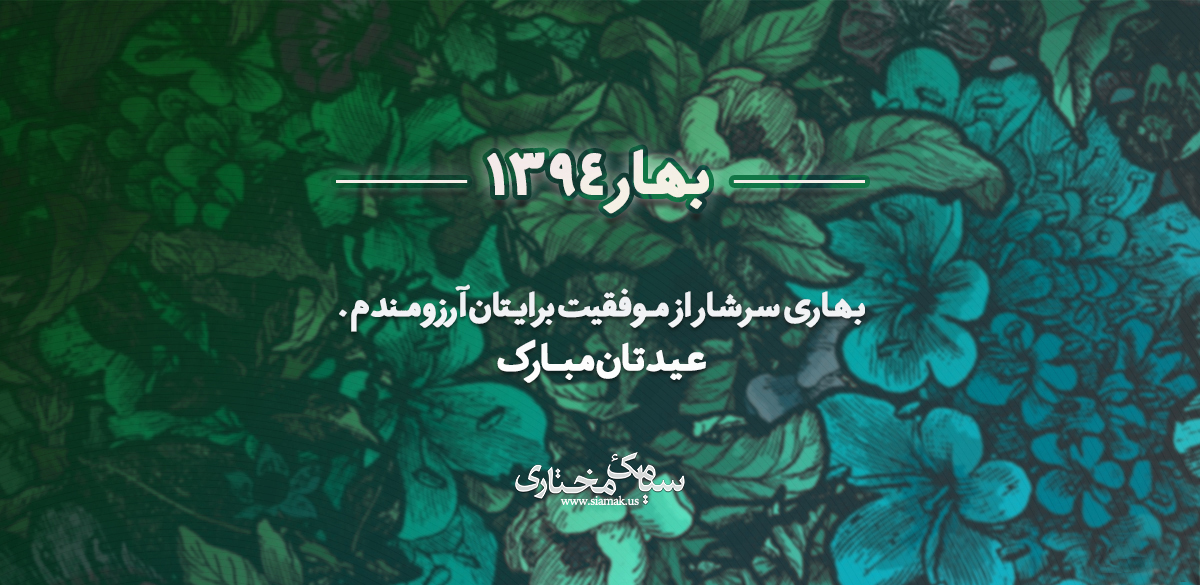 بهار ۱۳۹۴
بهاری سرشار از موفقیت برایتان آرزومندم.
عیدتان مبارک
سیامک مختاری
www.siamak.us